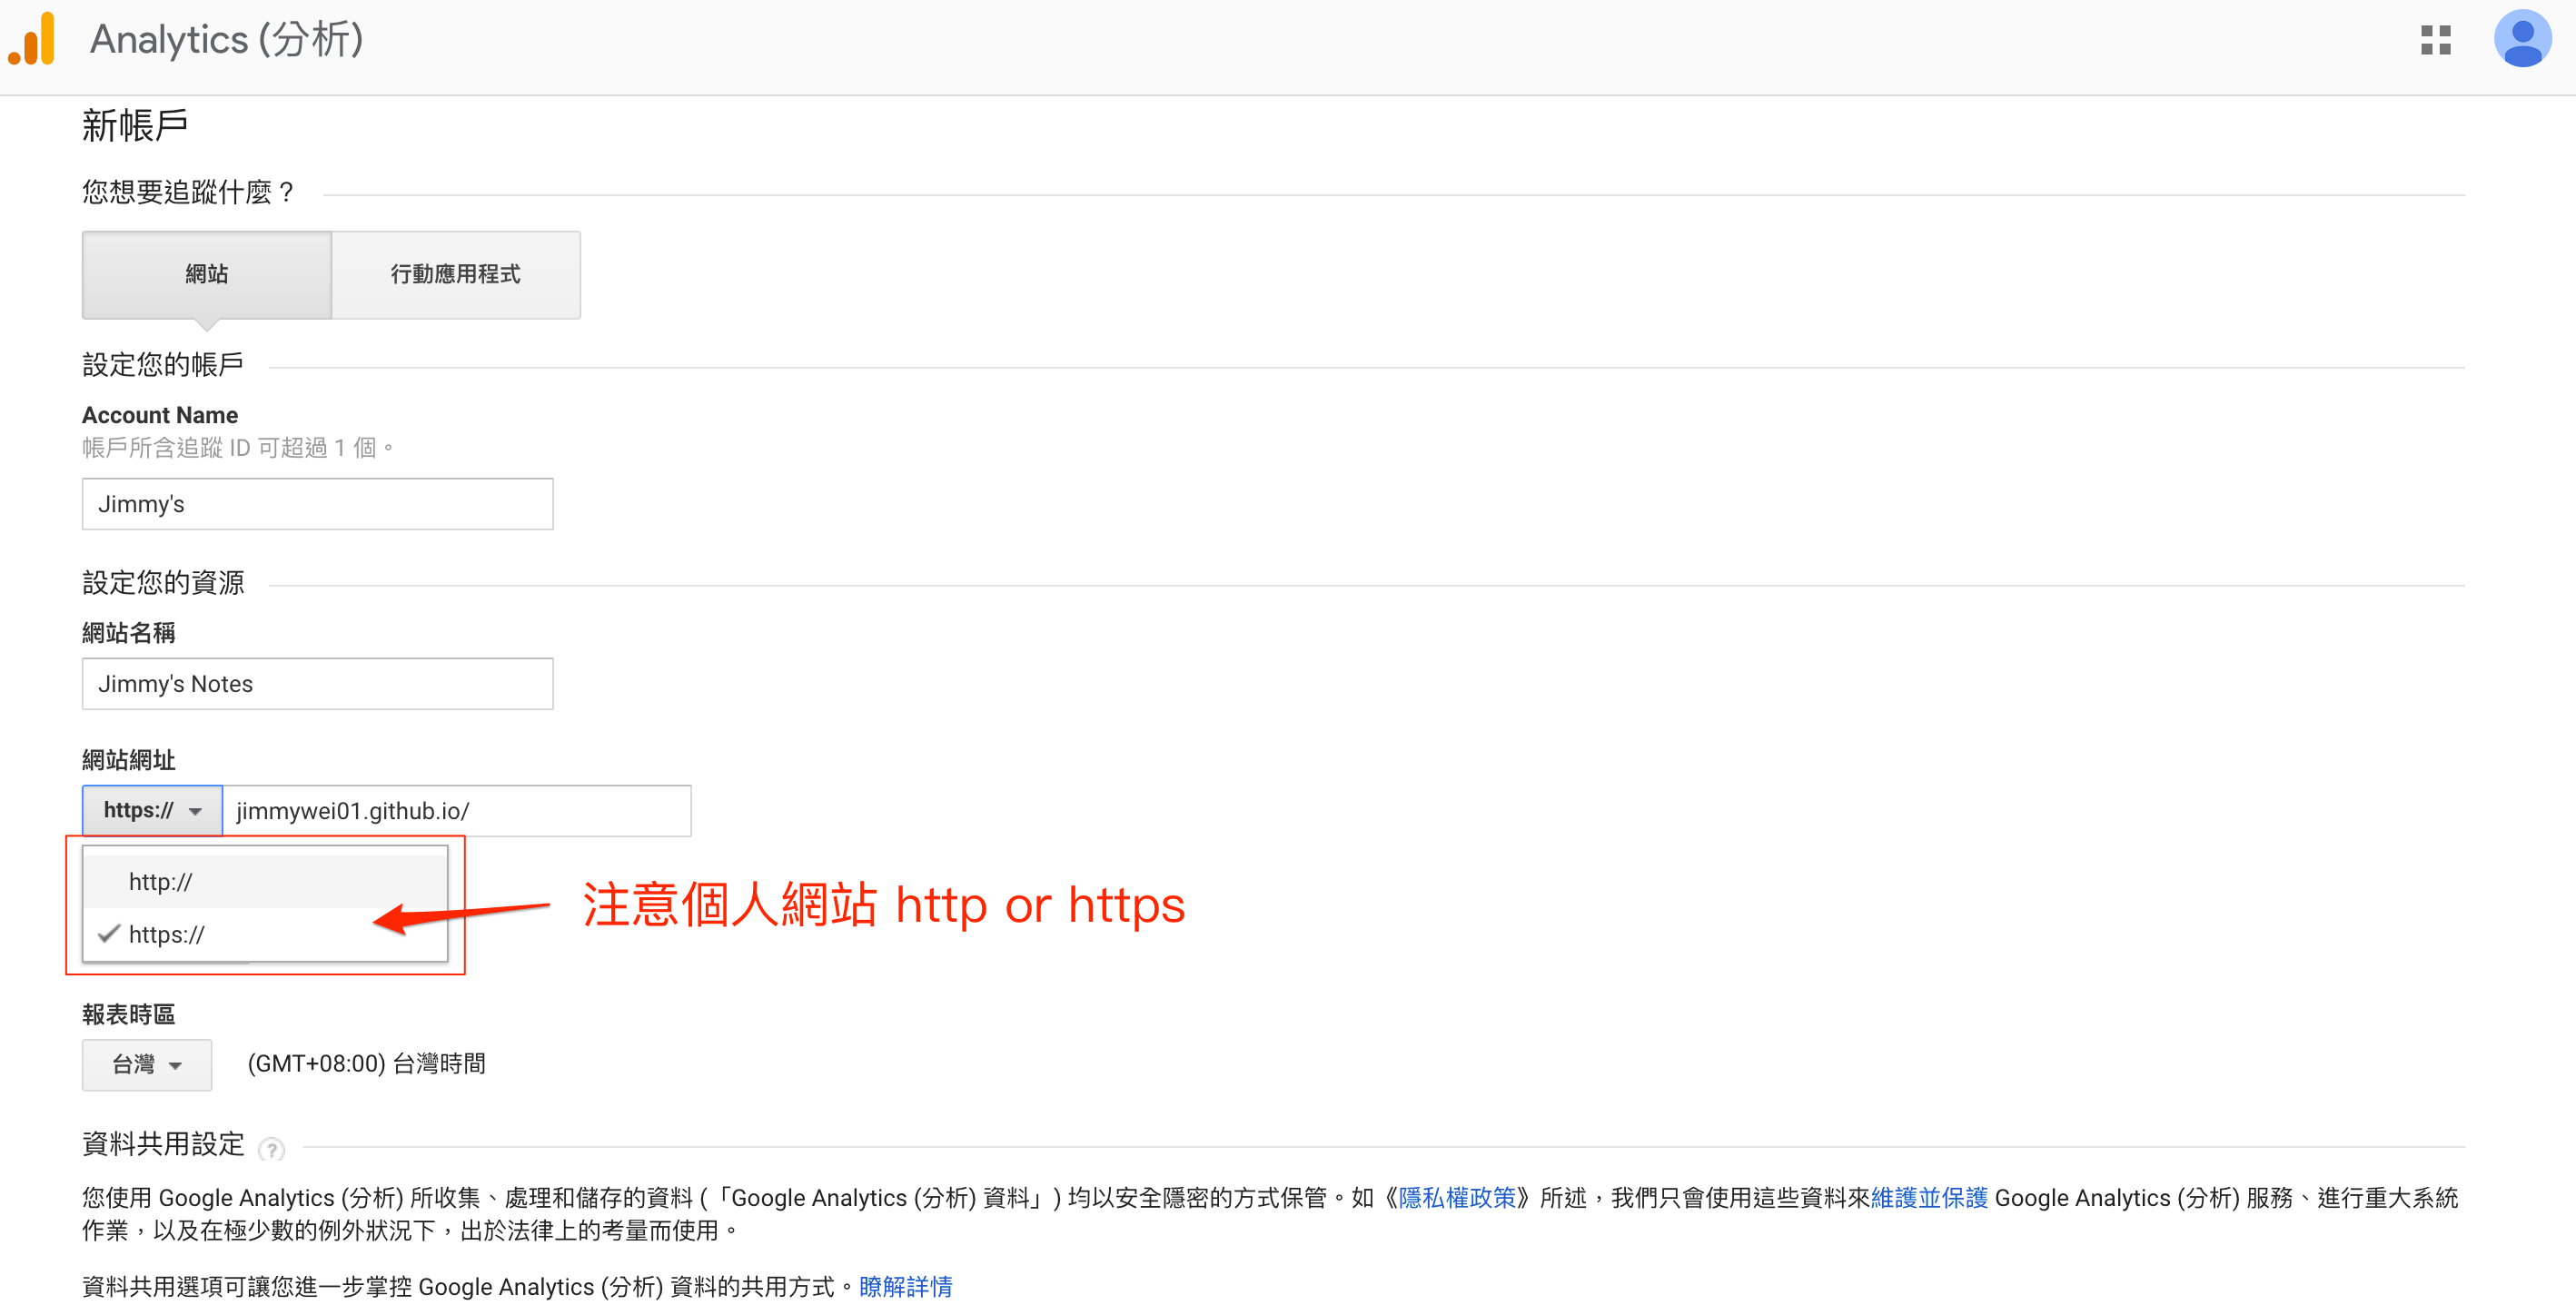 Analytics (分析)
新帳戶
您想要追蹤什麼？
網站
行動應用程式
設定您的帳戶
Account Name
帳戶所含追蹤 ID 可超過 1 個。
Jimmy's
設定您的資源
網站名稱
Jimmy's Notes
網站網址
https://
jimmywei01.github.io/
http://
https://
注意個人網站 http or https
報表時區
台灣
(GMT+08:00) 台灣時間
資料共用設定 ?
您使用 Google Analytics (分析) 所收集、處理和儲存的資料 (「Google Analytics (分析) 資料」) 均以安全隱密的方式保管。如《隱私權政策》所述，我們只會使用這些資料來維護並保護 Google Analytics (分析) 服務、進行重大系統
作業，以及在極少數的例外狀況下，出於法律上的考量而使用。
資料共用選項可讓您進一步掌控 Google Analytics (分析) 資料的共用方式。瞭解詳情